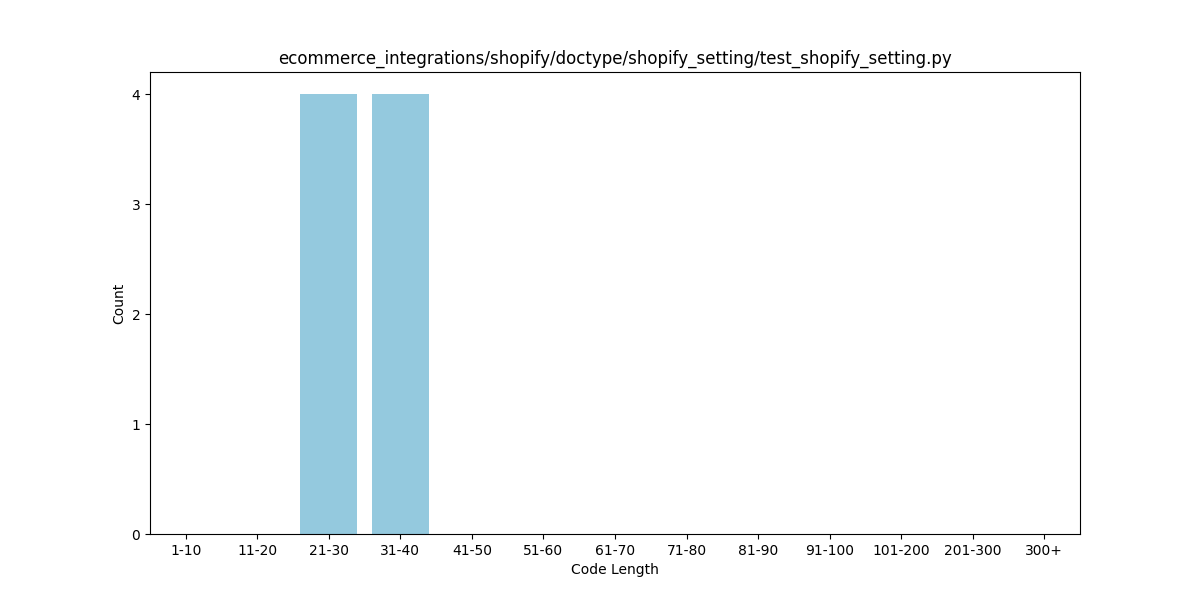 ecommerce_integrations/shopify/doctype/shopify_setting/test_shopify_setting.py
4
3
2
1
0
Count
1-10 11-20 21-30 31-40 41-50 51-60 61-70 71-80 81-90 91-100 101-200 201-300 300+
Code Length